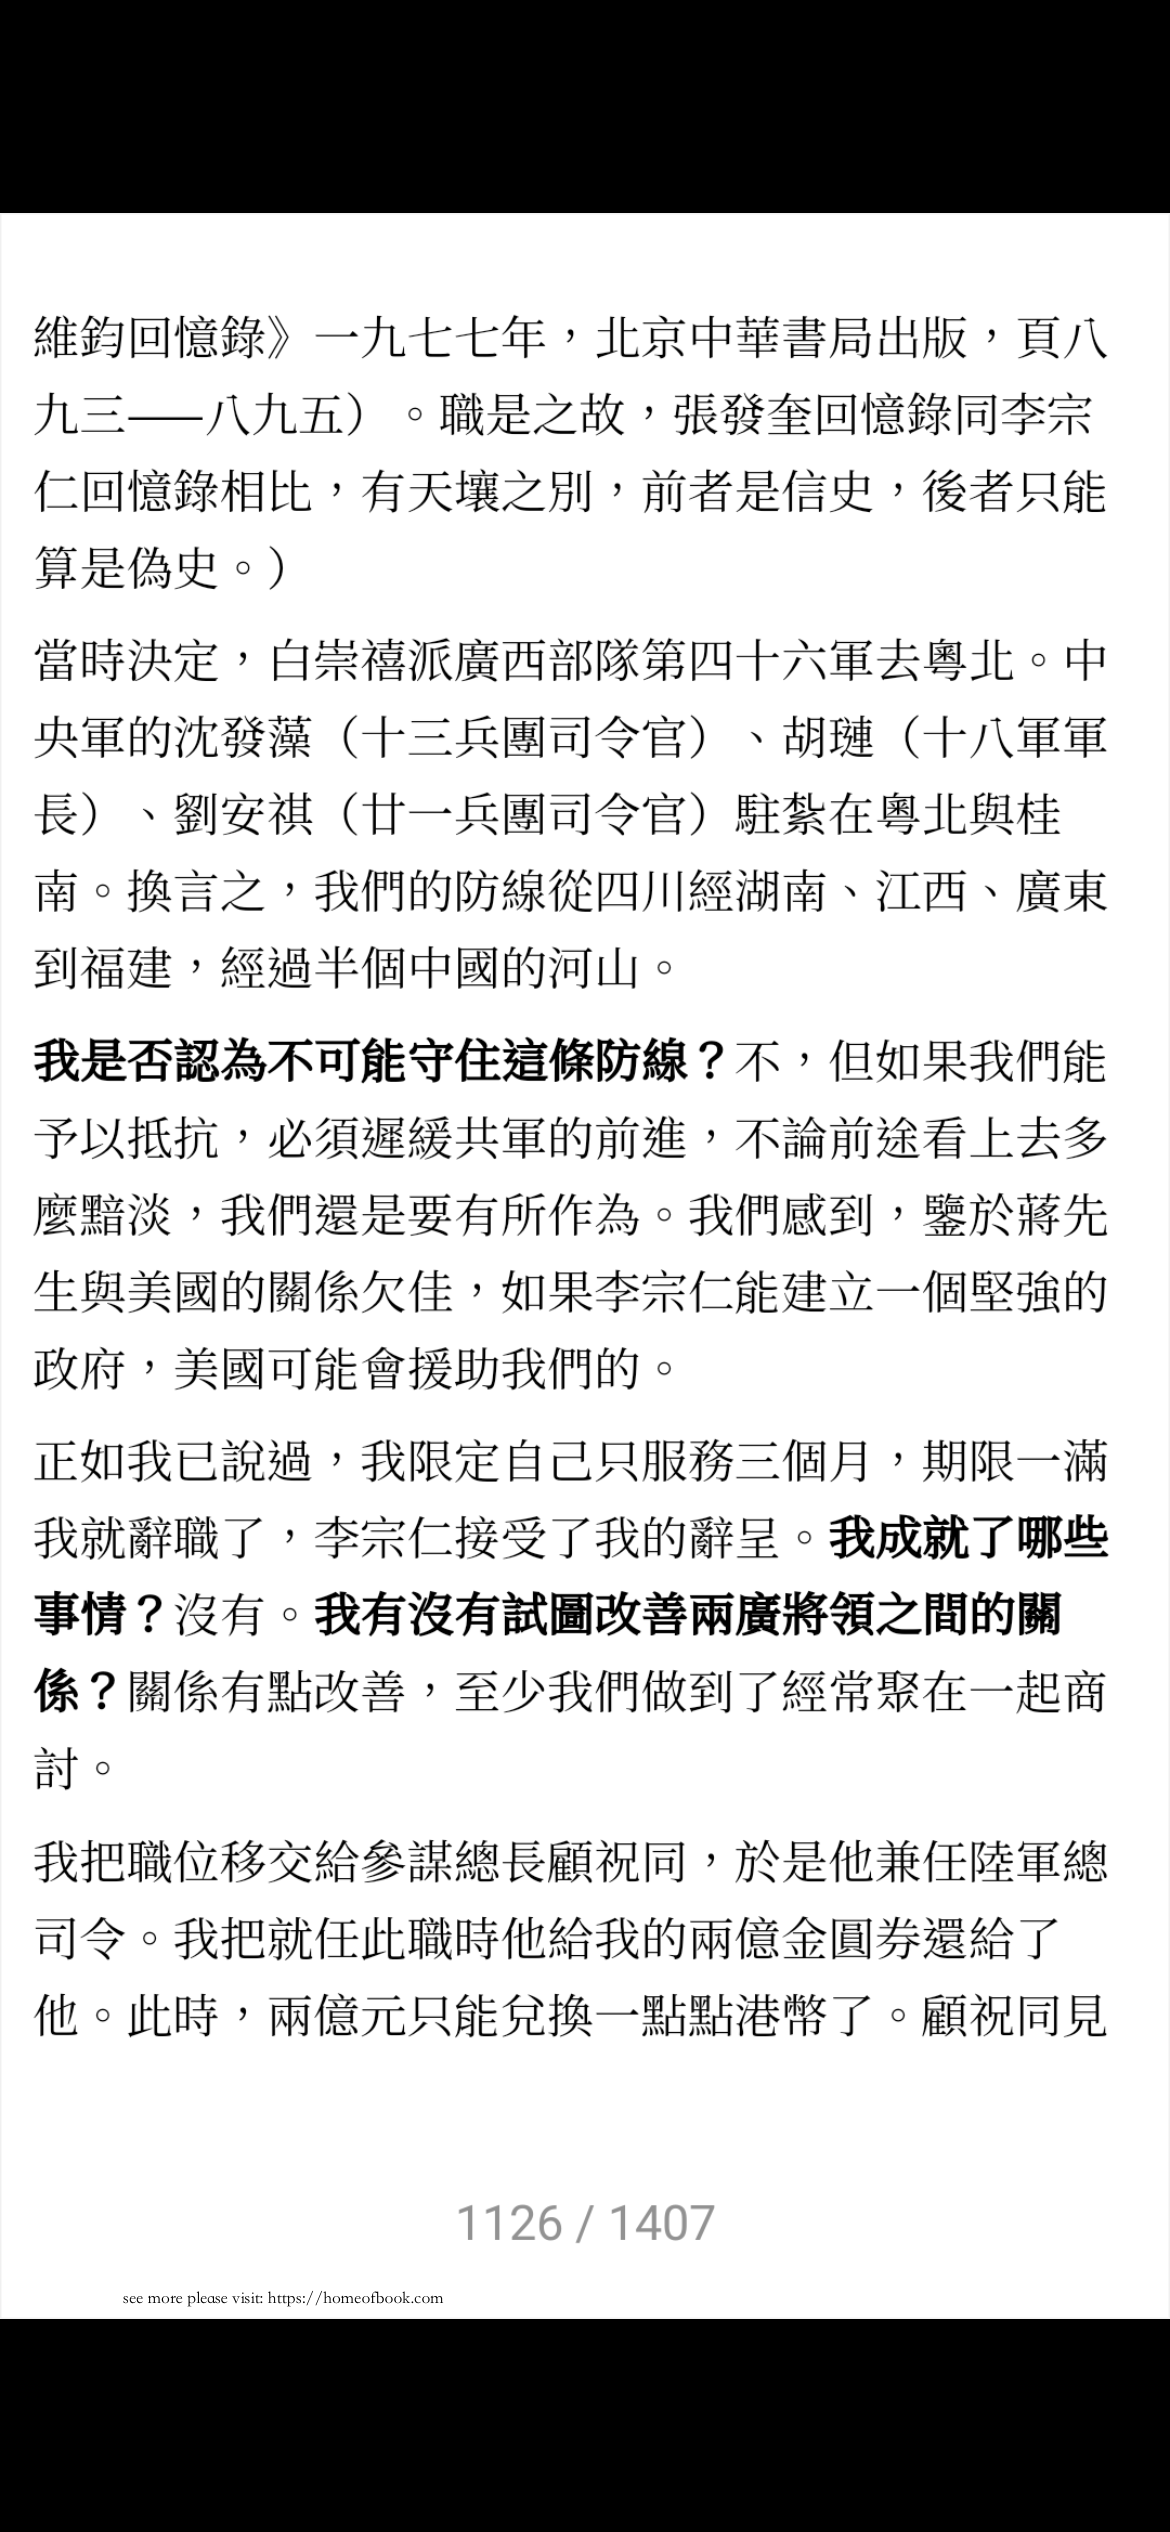 維鈞回憶錄》一九七七年，北京中華書局出版，頁八
九三——八九五）。職是之故，張發奎回憶錄同李宗
仁回憶錄相比，有天壤之別，前者是信史，後者只能
算是偽史。）
當時決定，白崇禧派廣西部隊第四十六軍去粵北。中
央軍的沈發藻（十三兵團司令官）、胡璉（十八軍軍
長）、劉安祺（廿一兵團司令官）駐紮在粵北與桂
南。換言之，我們的防線從四川經湖南、江西、廣東
到福建，經過半個中國的河山。
我是否認為不可能守住這條防線？不，但如果我們能
予以抵抗，必須遲緩共軍的前進，不論前途看上去多
麼黯淡，我們還是要有所作為。我們感到，鑒於蔣先
生與美國的關係欠佳，如果李宗仁能建立一個堅強的
政府，美國可能會援助我們的。
正如我已說過，我限定自己只服務三個月，期限一滿
我就辭職了，李宗仁接受了我的辭呈。我成就了哪些
事情？沒有。我有沒有試圖改善兩廣將領之間的關
係？關係有點改善，至少我們做到了經常聚在一起商
討。
我把職位移交給參謀總長顧祝同，於是他兼任陸軍總
司令。我把就任此職時他給我的兩億金圓券還給了
他。此時，兩億元只能兌換一點點港幣了。顧祝同見
1126 / 1407
see more please visit: https://homeofbook.com